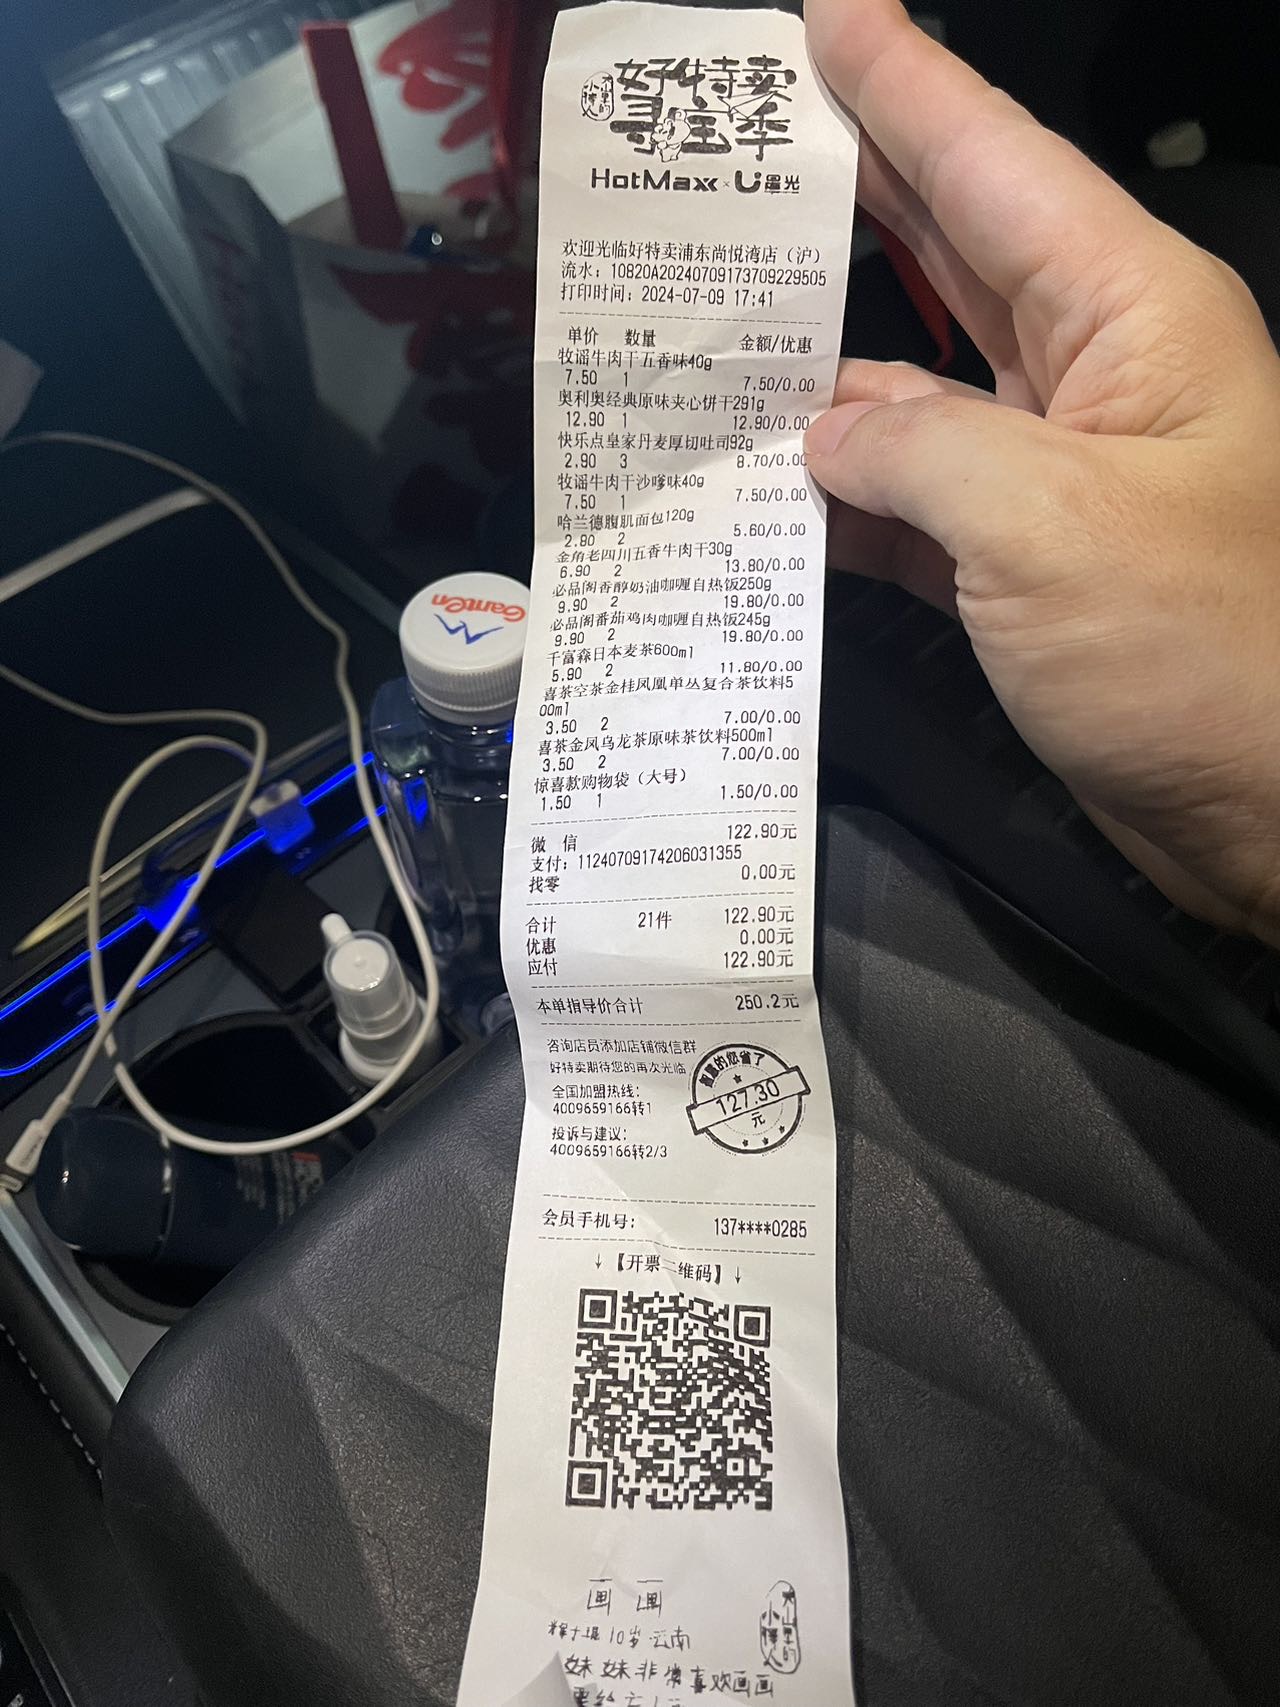 大山里的
小诗人
好特卖
寻宝季
HotMaxx × U 星光
欢迎光临好特卖浦东尚悦湾店（沪）
流水：10820A20240709173709229505
打印时间：2024-07-09 17:41
单价 数量 金额/优惠
牧谣牛肉干五香味40g
7.50 1 7.50/0.00
奥利奥经典原味夹心饼干291g
12.90 1 12.90/0.00
快乐点皇家丹麦厚切吐司92g
2.90 3 8.70/0.00
牧谣牛肉干沙嗲味40g
7.50 1 7.50/0.00
哈兰德腹肌面包120g
2.80 2 5.60/0.00
金角老四川五香牛肉干30g
6.90 2 13.80/0.00
必品阁香醇奶油咖喱自热饭250g
9.90 2 19.80/0.00
必品阁番茄鸡肉咖喱自热饭245g
9.90 2 19.80/0.00
千富森日本麦茶600ml
5.90 2 11.80/0.00
喜茶空茶金桂凤凰单丛复合茶饮料5
00ml
3.50 2 7.00/0.00
喜茶金凤乌龙茶原味茶饮料500ml
3.50 2 7.00/0.00
惊喜款购物袋（大号）
1.50 1 1.50/0.00
微 信 122.90元
支付：11240709174206031355
找零 0.00元
合计 21件 122.90元
优惠 0.00元
应付 122.90元
本单指导价合计 250.2元
咨询店员添加店铺微信群
好特卖期待您的再次光临
全国加盟热线：
4009659166转1
投诉与建议：
4009659166转2/3
智慧的您省了
127.30
元
会员手机号： 137****0285
↓【开票二维码】↓
画 画
10岁 云南
大山里的
小诗人
妹妹非常喜欢画画
Ganten